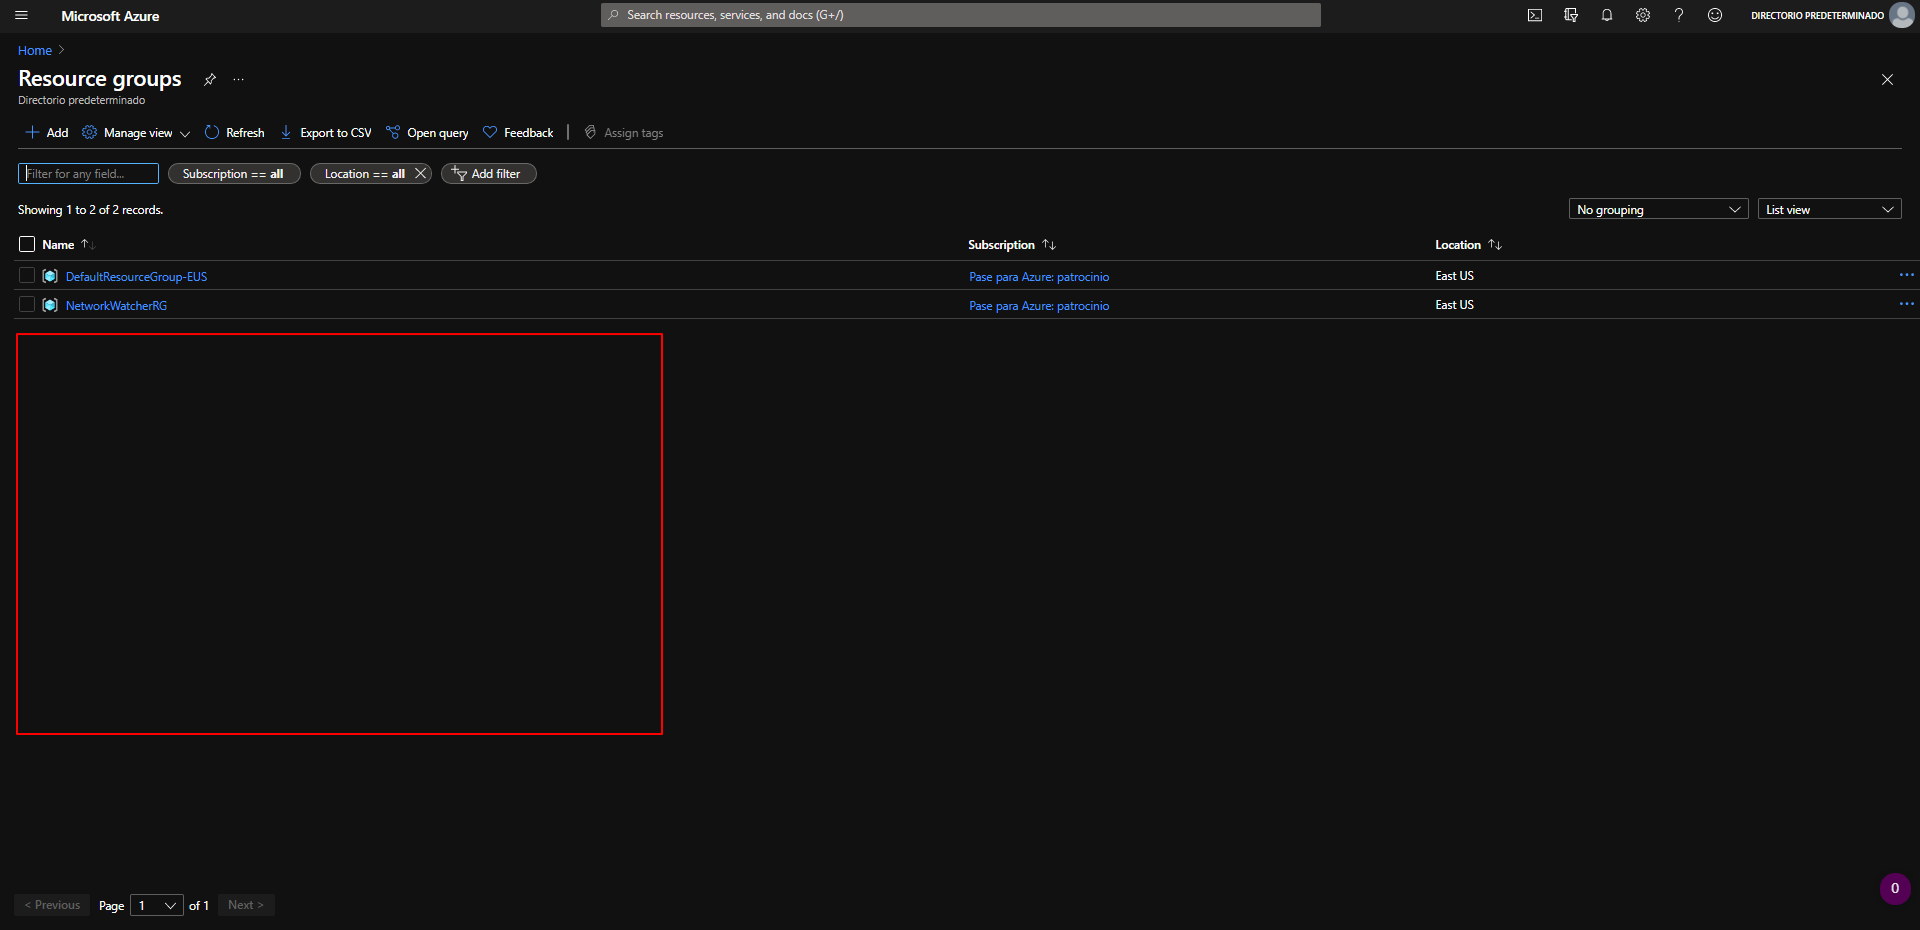 Microsoft Azure
Search resources, services, and docs (G+/)
DIRECTORIO PREDETERMINADO
Home
Resource groups
Directorio predeterminado
Add Manage view Refresh Export to CSV Open query Feedback Assign tags
Filter for any field... Subscription == all Location == all Add filter
Showing 1 to 2 of 2 records.
No grouping List view
Name Subscription Location
DefaultResourceGroup-EUS Pase para Azure: patrocinio East US
NetworkWatcherRG Pase para Azure: patrocinio East US
< Previous Page 1 of 1 Next >
0